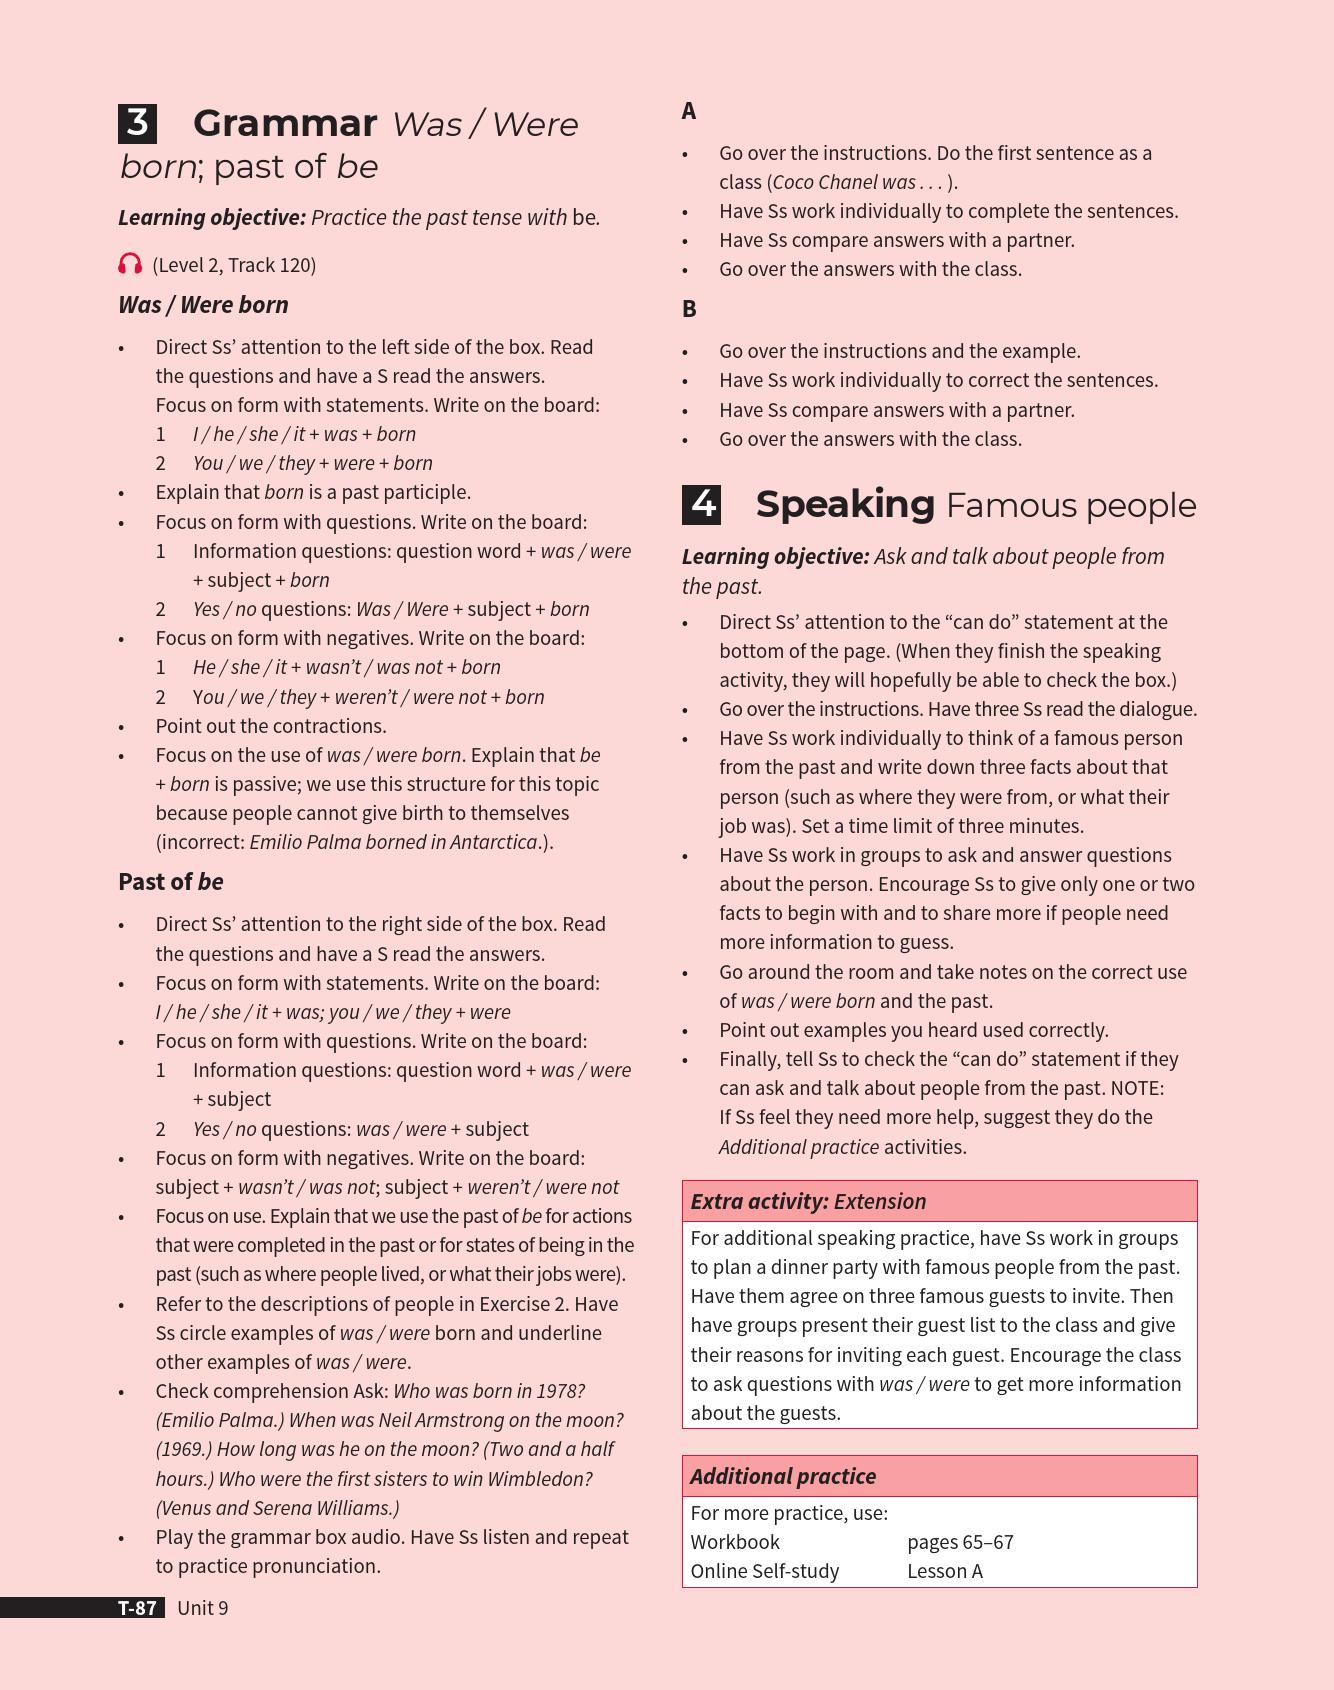 3 Grammar Was / Were
born; past of be
Learning objective: Practice the past tense with be.
(Level 2, Track 120)
Was / Were born
• Direct Ss’ attention to the left side of the box. Read
the questions and have a S read the answers.
Focus on form with statements. Write on the board:
1 I / he / she / it + was + born
2 You / we / they + were + born
• Explain that born is a past participle.
• Focus on form with questions. Write on the board:
1 Information questions: question word + was / were
+ subject + born
2 Yes / no questions: Was / Were + subject + born
• Focus on form with negatives. Write on the board:
1 He / she / it + wasn’t / was not + born
2 You / we / they + weren’t / were not + born
• Point out the contractions.
• Focus on the use of was / were born. Explain that be
+ born is passive; we use this structure for this topic
because people cannot give birth to themselves
(incorrect: Emilio Palma borned in Antarctica.).
Past of be
• Direct Ss’ attention to the right side of the box. Read
the questions and have a S read the answers.
• Focus on form with statements. Write on the board:
I / he / she / it + was; you / we / they + were
• Focus on form with questions. Write on the board:
1 Information questions: question word + was / were
+ subject
2 Yes / no questions: was / were + subject
• Focus on form with negatives. Write on the board:
subject + wasn’t / was not; subject + weren’t / were not
• Focus on use. Explain that we use the past of be for actions
that were completed in the past or for states of being in the
past (such as where people lived, or what their jobs were).
• Refer to the descriptions of people in Exercise 2. Have
Ss circle examples of was / were born and underline
other examples of was / were.
• Check comprehension Ask: Who was born in 1978?
(Emilio Palma.) When was Neil Armstrong on the moon?
(1969.) How long was he on the moon? (Two and a half
hours.) Who were the first sisters to win Wimbledon?
(Venus and Serena Williams.)
• Play the grammar box audio. Have Ss listen and repeat
to practice pronunciation.
A
• Go over the instructions. Do the first sentence as a
class (Coco Chanel was . . . ).
• Have Ss work individually to complete the sentences.
• Have Ss compare answers with a partner.
• Go over the answers with the class.
B
• Go over the instructions and the example.
• Have Ss work individually to correct the sentences.
• Have Ss compare answers with a partner.
• Go over the answers with the class.
4 Speaking Famous people
Learning objective: Ask and talk about people from
the past.
• Direct Ss’ attention to the “can do” statement at the
bottom of the page. (When they finish the speaking
activity, they will hopefully be able to check the box.)
• Go over the instructions. Have three Ss read the dialogue.
• Have Ss work individually to think of a famous person
from the past and write down three facts about that
person (such as where they were from, or what their
job was). Set a time limit of three minutes.
• Have Ss work in groups to ask and answer questions
about the person. Encourage Ss to give only one or two
facts to begin with and to share more if people need
more information to guess.
• Go around the room and take notes on the correct use
of was / were born and the past.
• Point out examples you heard used correctly.
• Finally, tell Ss to check the “can do” statement if they
can ask and talk about people from the past. NOTE:
If Ss feel they need more help, suggest they do the
Additional practice activities.
Extra activity: Extension
For additional speaking practice, have Ss work in groups
to plan a dinner party with famous people from the past.
Have them agree on three famous guests to invite. Then
have groups present their guest list to the class and give
their reasons for inviting each guest. Encourage the class
to ask questions with was / were to get more information
about the guests.
Additional practice
For more practice, use:
Workbook pages 65–67
Online Self-study Lesson A
T-87 Unit 9